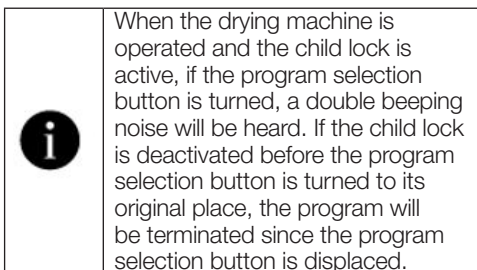 When the drying machine is
operated and the child lock is
active, if the program selection
button is turned, a double beeping
noise will be heard. If the child lock
is deactivated before the program
selection button is turned to its
original place, the program will
be terminated since the program
selection button is displaced.